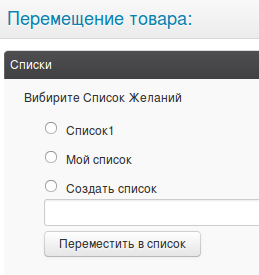 Перемещение товара:
Списки
Вибирите Список Желаний
Список1
Мой список
Создать список
Переместить в список